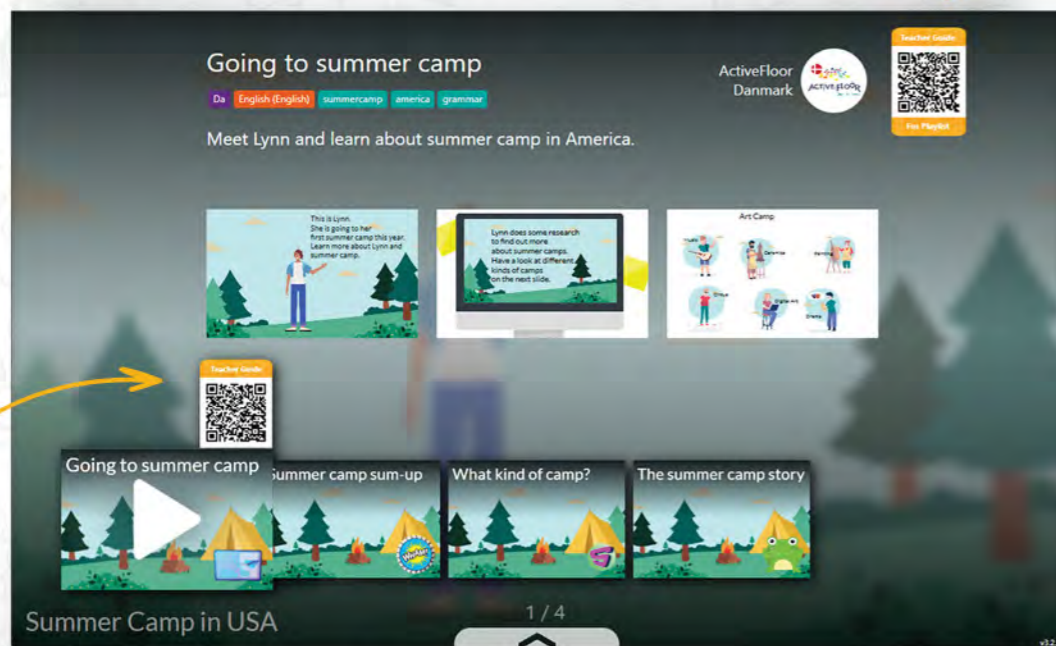 Going to summer camp
Da English (English) summercamp america grammar
Meet Lynn and learn about summer camp in America.
ActiveFloor
Danmark
ACTIVEFLOOR
Teacher Guide
For Playlist
This is Lynn.
She is going to her
first summer camp this year.
Learn more about Lynn and
summer camp.
Lynn does some research
to find out more
about summer camps.
Have a look at different
kinds of camps
on the next slide.
Art Camp
Ceramics
Digital Art
Drama
Teacher Guide
Going to summer camp
Summer camp sum-up
What kind of camp?
The summer camp story
S
Summer Camp in USA
1 / 4